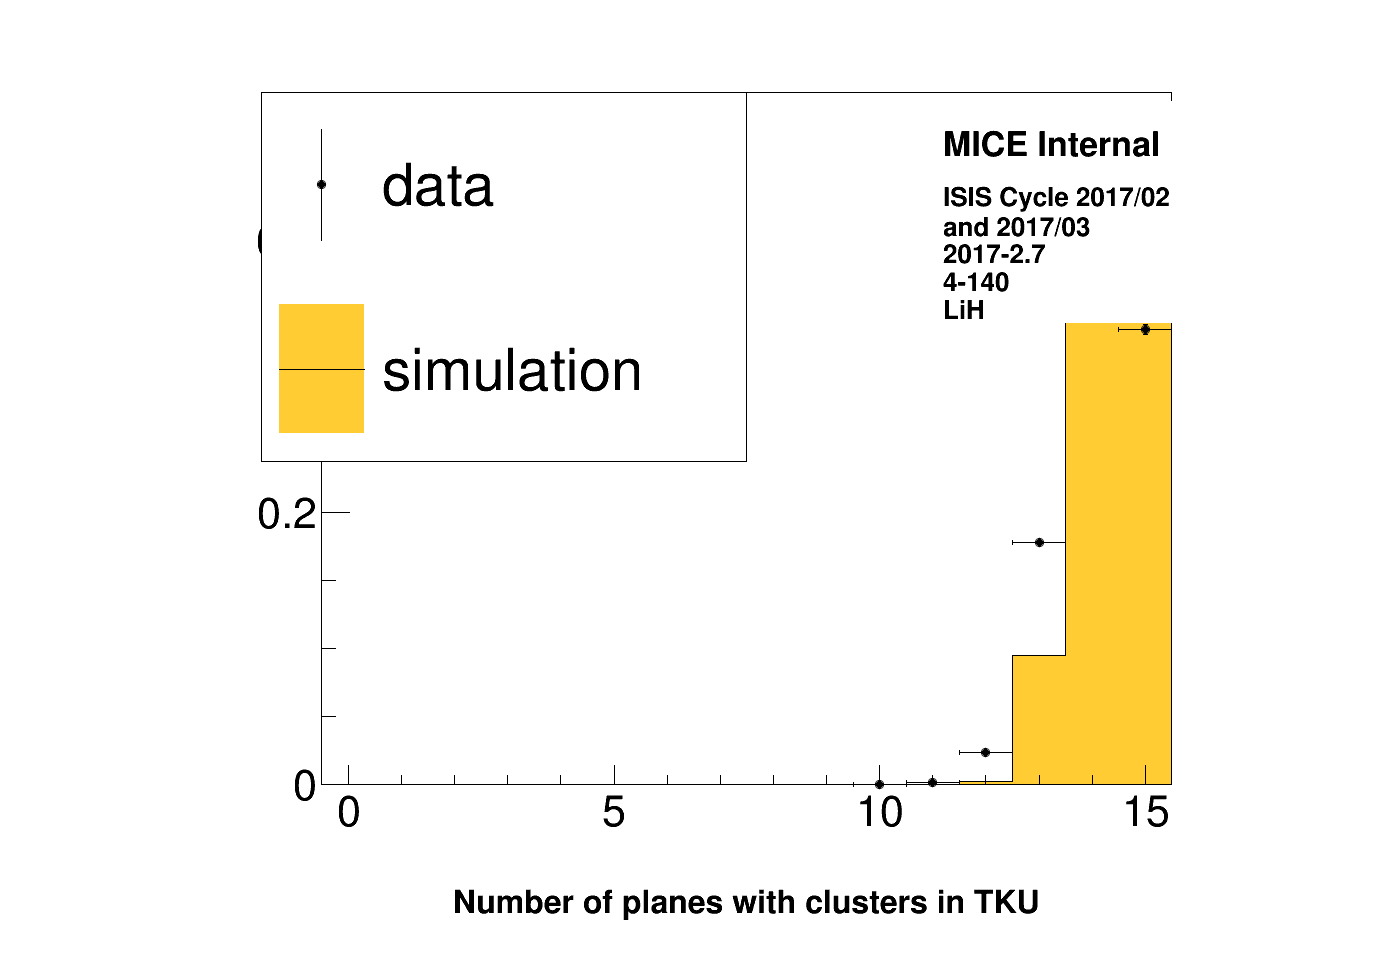 MICE Internal
data
ISIS Cycle 2017/02
and 2017/03
2017-2.7
4-140
LiH
simulation
0.2
0
0 5 10 15
Number of planes with clusters in TKU